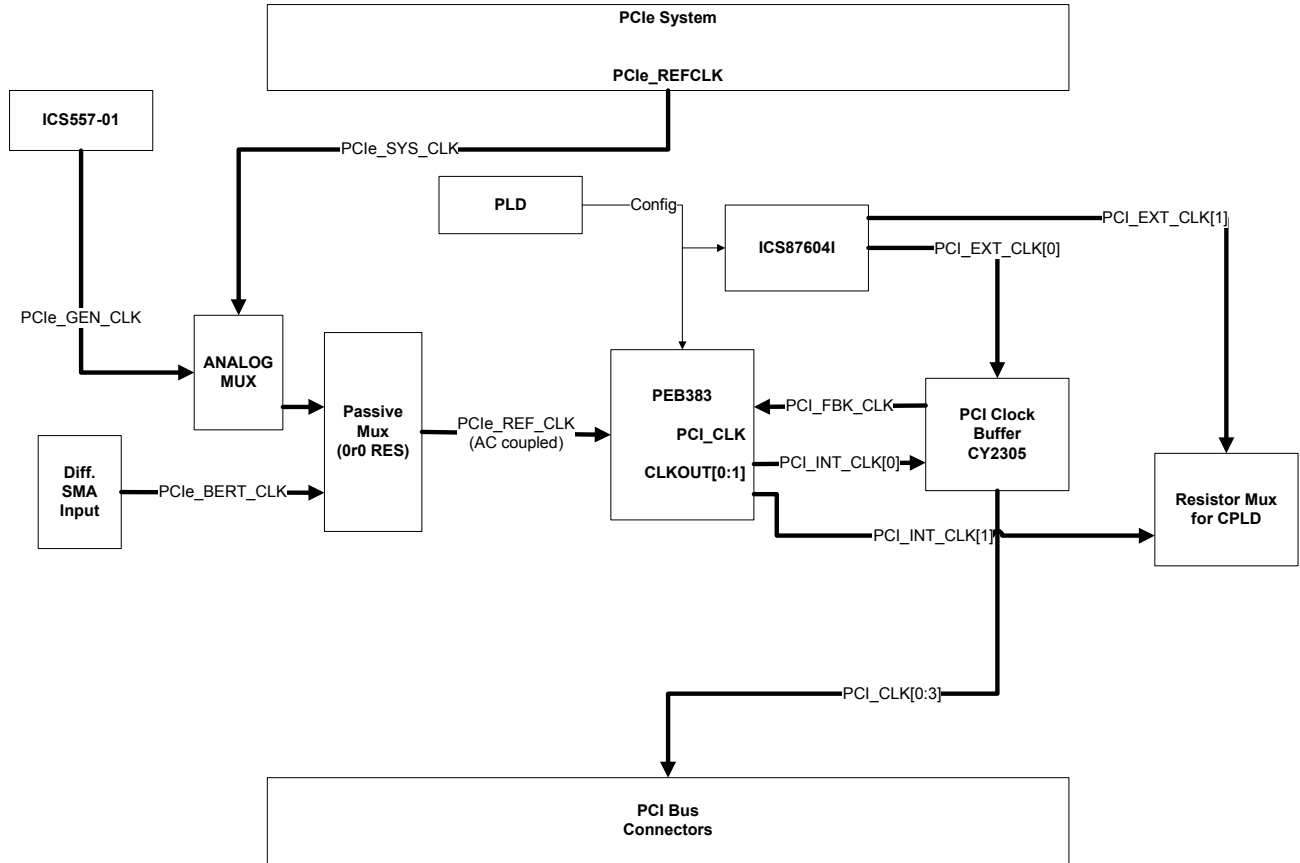 PCIe System
PCIe_REFCLK
ICS557-01
PCIe_SYS_CLK
PLD
Config
ICS87604I
PCI_EXT_CLK[1]
PCI_EXT_CLK[0]
PCIe_GEN_CLK
ANALOG
MUX
Passive
Mux
(0r0 RES)
PCIe_REF_CLK
(AC coupled)
PEB383
PCI_CLK
CLKOUT[0:1]
PCI_FBK_CLK
PCI_INT_CLK[0]
PCI Clock
Buffer
CY2305
Diff.
SMA
Input
PCIe_BERT_CLK
PCI_INT_CLK[1]
Resistor Mux
for CPLD
PCI_CLK[0:3]
PCI Bus
Connectors